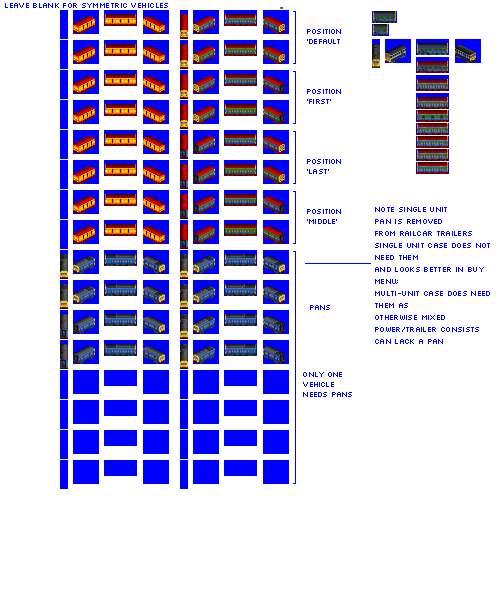 LEAVE BLANK FOR SYMMETRIC VEHICLES
POSITION
'DEFAULT
POSITION
'FIRST'
POSITION
'LAST'
POSITION
'MIDDLE'
PANS
ONLY ONE
VEHICLE
NEEDS PANS
NOTE SINGLE UNIT
PAN IS REMOVED
FROM RAILCAR TRAILERS
SINGLE UNIT CASE DOES NOT
NEED THEM
AND LOOKS BETTER IN BUY
MENU;
MULTI-UNIT CASE DOES NEED
THEM AS
OTHERWISE MIXED
POWER/TRAILER CONSISTS
CAN LACK A PAN